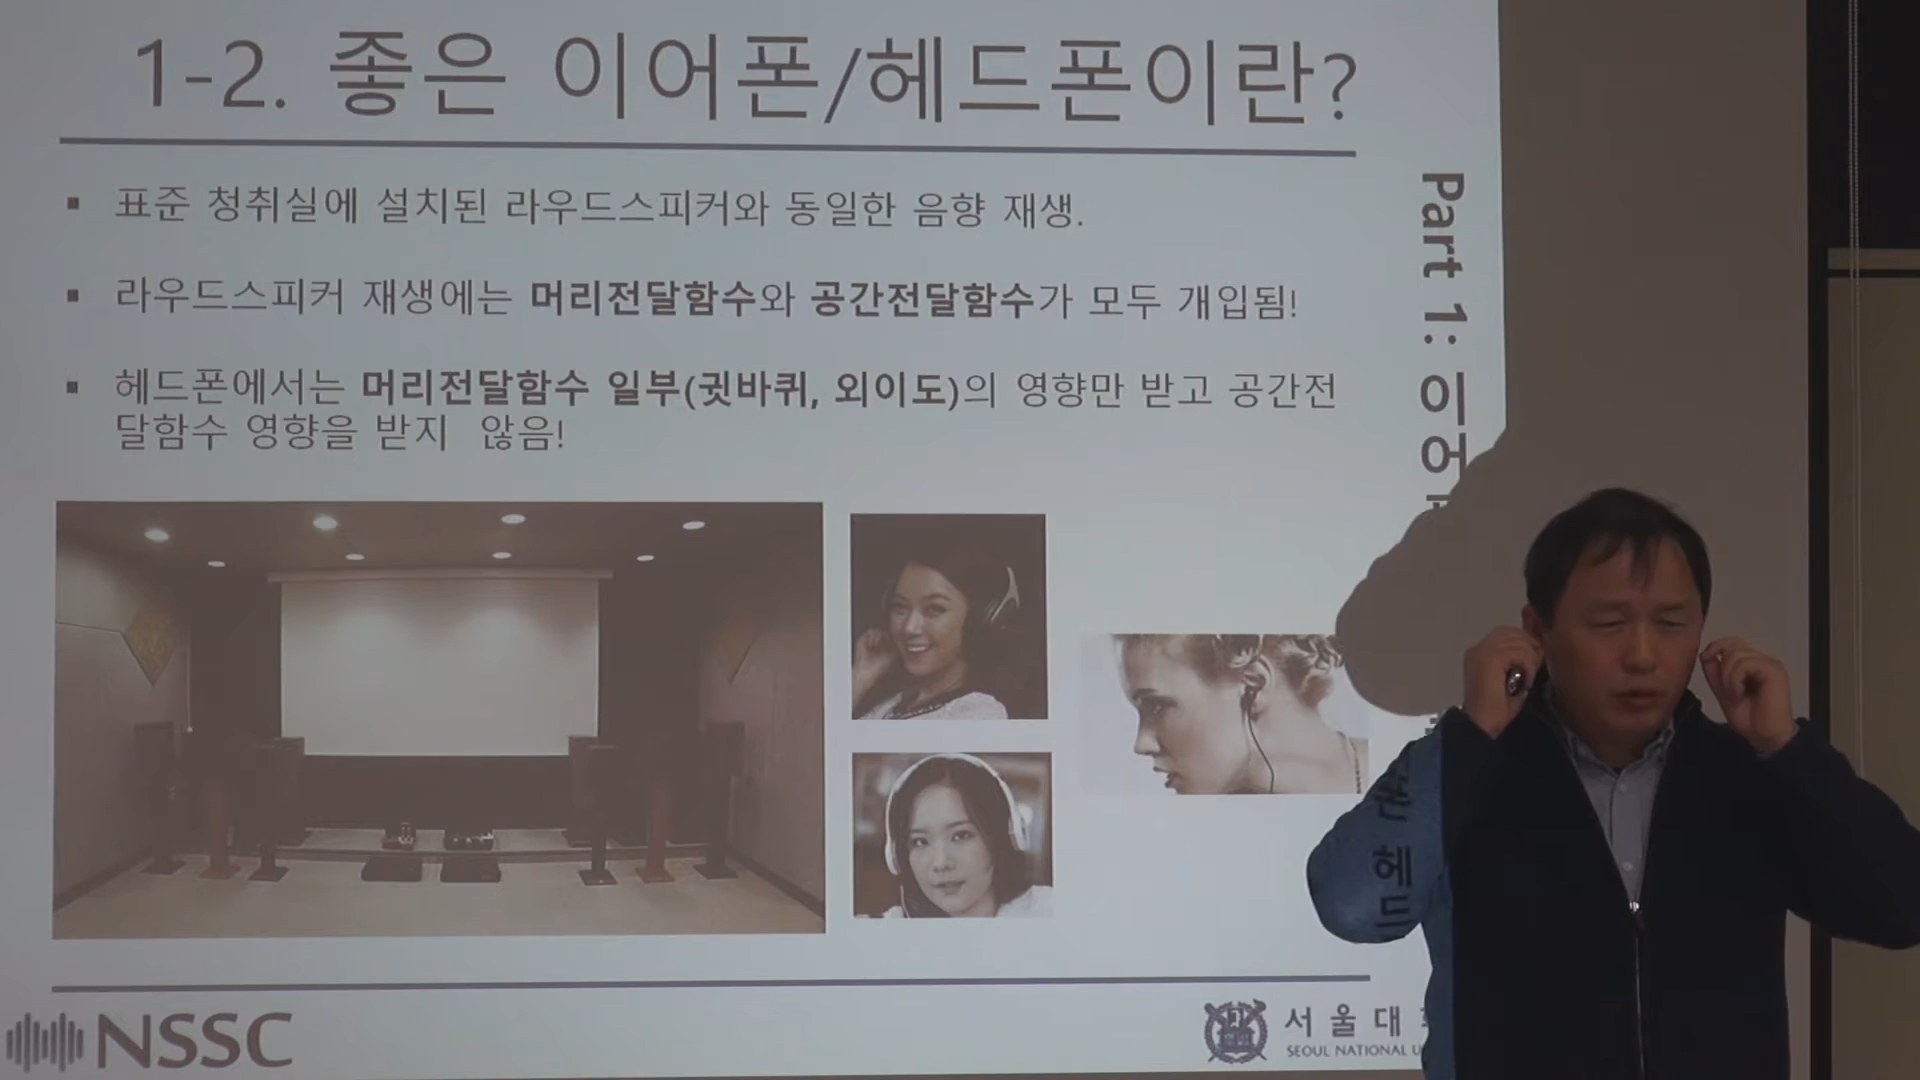 1-2. 좋은 이어폰/헤드폰이란?
▪ 표준 청취실에 설치된 라우드스피커와 동일한 음향 재생.
▪ 라우드스피커 재생에는 머리전달함수와 공간전달함수가 모두 개입됨!
▪ 헤드폰에서는 머리전달함수 일부(귓바퀴, 외이도)의 영향만 받고 공간전
달함수 영향을 받지 않음!
Part 1: 이어
헤드
NSSC
서울대
SEOUL NATIONAL